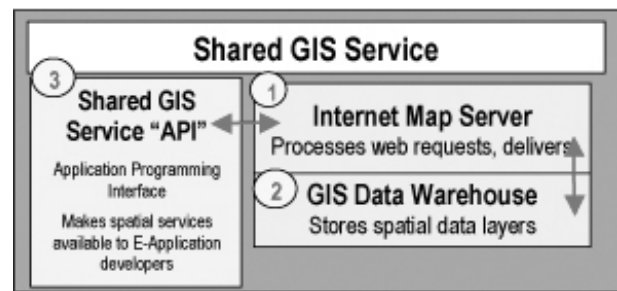 Shared GIS Service
3
Shared GIS
Service "API"
Application Programming
Interface
Makes spatial services
available to E-Application
developers
1
Internet Map Server
Processes web requests, delivers
2
GIS Data Warehouse
Stores spatial data layers